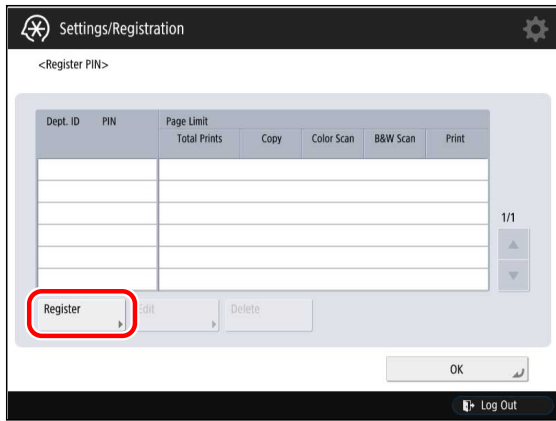 Settings/Registration
<Register PIN>
Dept. ID PIN Page Limit
Total Prints Copy Color Scan B&W Scan Print
1/1
Register Edit Delete
OK
Log Out